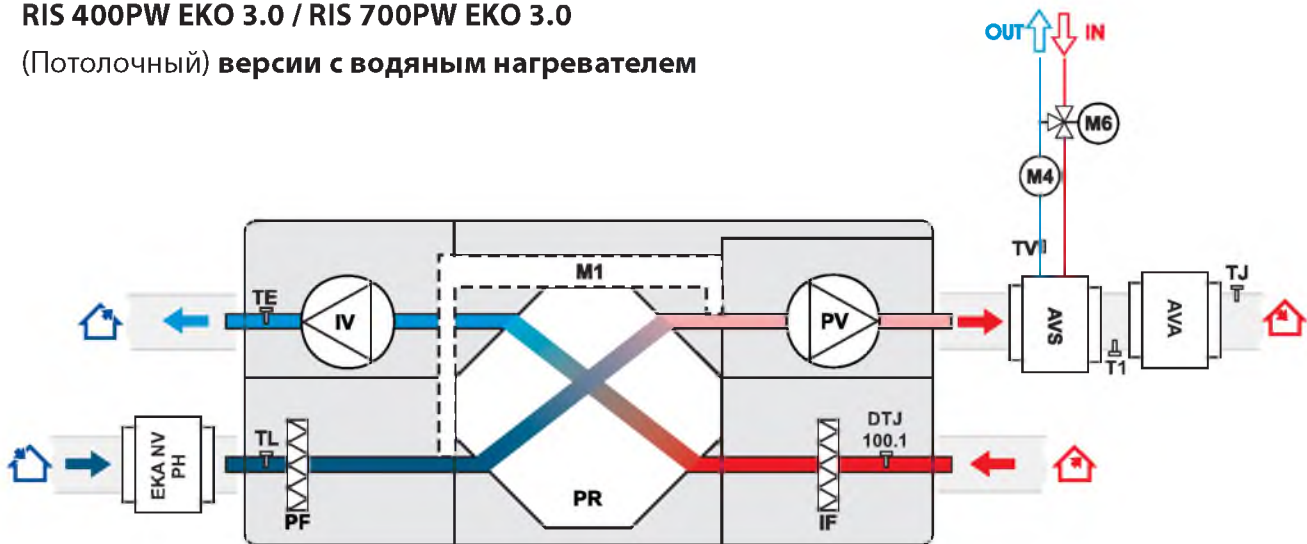 RIS 400PW EKO 3.0 / RIS 700PW EKO 3.0
(Потолочный) версии с водяным нагревателем
OUT IN
M6
M4
TV
M1
TE
IV
PV
AVS
T1
AVA
TJ
EKA NV
PH
TL
PF
PR
IF
DTJ
100.1